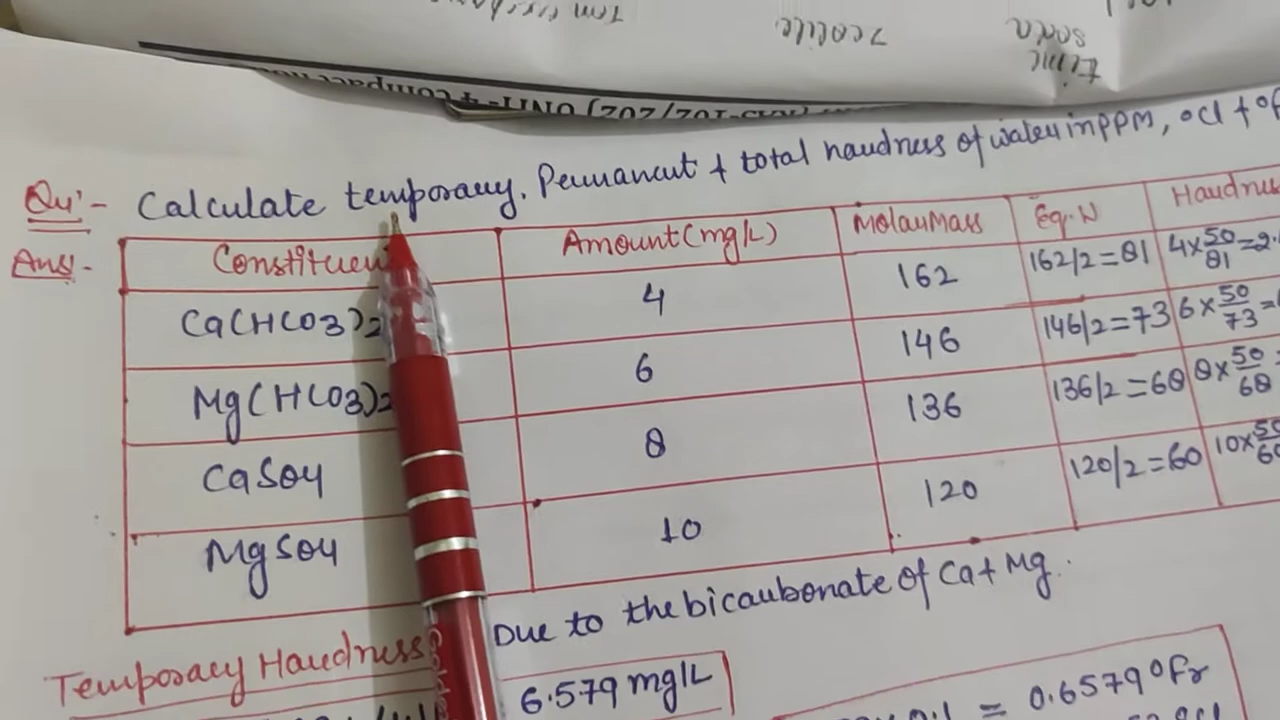 zeolite
soda
Lime
Qu:- Calculate temporary, Permanent + total hardness of water in PPM, °Cl + °F
Ans:-
Constituen Amount(mg/L) Molar Mass Eq.W Hardnes
Ca(HCO3)2 4 162 162/2=81 4×50/81=2.
Mg(HCO3)2 6 146 146/2=73 6×50/73=
CaSO4 8 136 136/2=68 8×50/68=
MgSO4 10 120 120/2=60 10×50/60
Temporary Hardness Due to the bicarbonate of Ca+Mg.
6.579 mg/L
= 0.6579°Fr